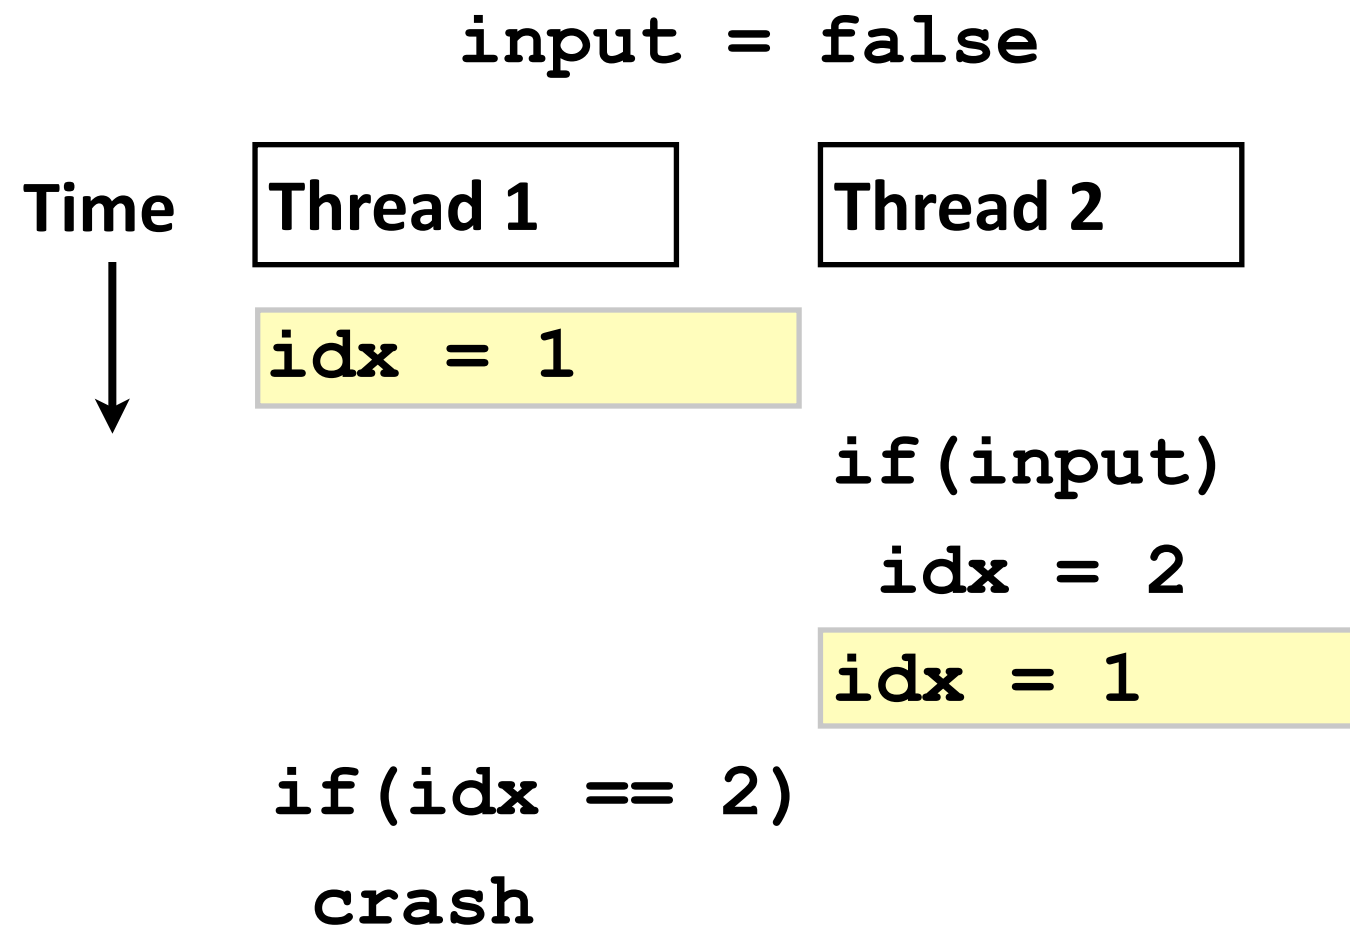 input = false
Time
Thread 1
Thread 2
idx = 1
if(input)
idx = 2
idx = 1
if(idx == 2)
crash